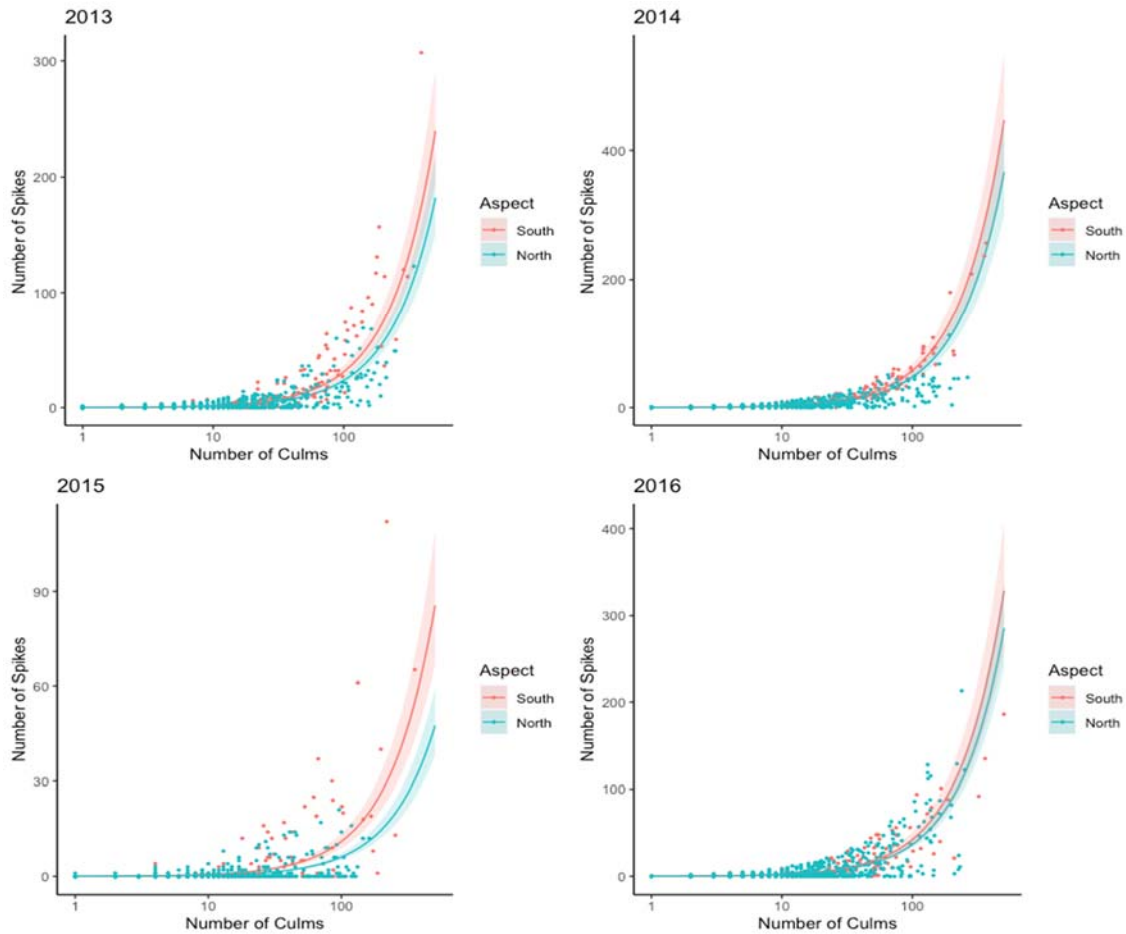 2013
300
200
100
0
Number of Spikes
1
10
100
Number of Culms
Aspect
South
North
2014
400
200
0
Number of Spikes
1
10
100
Number of Culms
Aspect
South
North
2015
90
60
30
0
Number of Spikes
1
10
100
Number of Culms
Aspect
South
North
2016
400
300
200
100
0
Number of Spikes
1
10
100
Number of Culms
Aspect
South
North